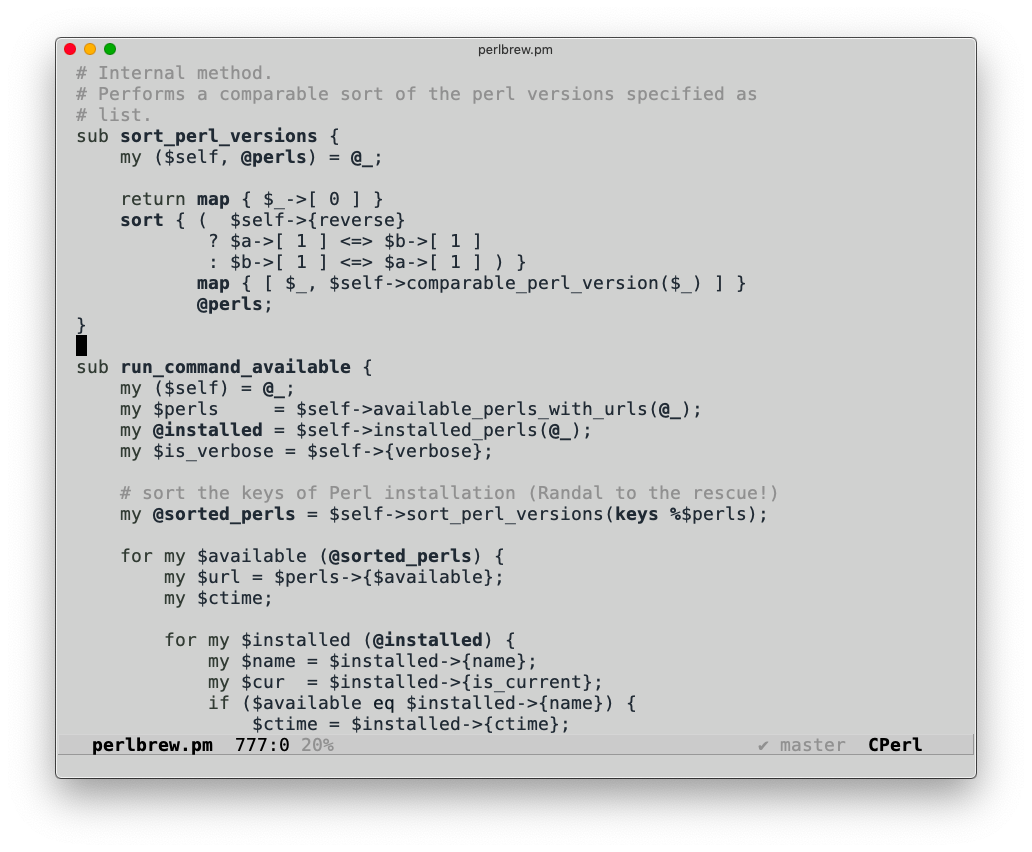 perlbrew.pm
# Internal method.
# Performs a comparable sort of the perl versions specified as
# list.
sub sort_perl_versions {
    my ($self, @perls) = @_;

    return map { $_->[ 0 ] }
    sort { (  $self->{reverse}
            ? $a->[ 1 ] <=> $b->[ 1 ]
            : $b->[ 1 ] <=> $a->[ 1 ] ) }
           map { [ $_, $self->comparable_perl_version($_) ] }
           @perls;
}

sub run_command_available {
    my ($self) = @_;
    my $perls     = $self->available_perls_with_urls(@_);
    my @installed = $self->installed_perls(@_);
    my $is_verbose = $self->{verbose};

    # sort the keys of Perl installation (Randal to the rescue!)
    my @sorted_perls = $self->sort_perl_versions(keys %$perls);

    for my $available (@sorted_perls) {
        my $url = $perls->{$available};
        my $ctime;

        for my $installed (@installed) {
            my $name = $installed->{name};
            my $cur  = $installed->{is_current};
            if ($available eq $installed->{name}) {
                $ctime = $installed->{ctime};
perlbrew.pm  777:0 20% ✔ master  CPerl